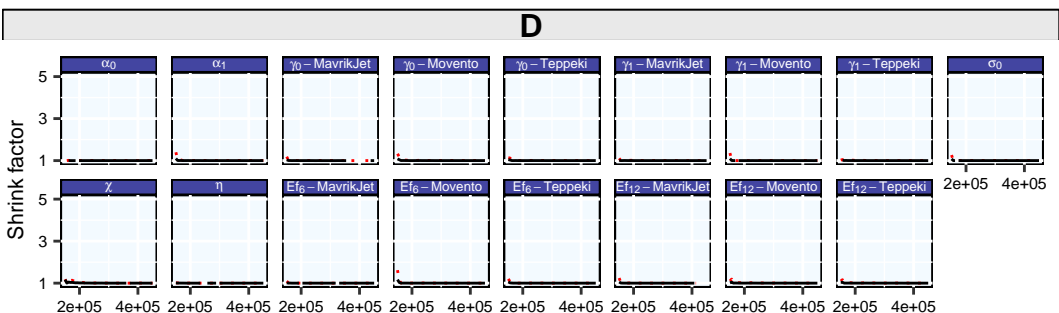 D
α₀ α₁ γ₀ – MavrikJet γ₀ – Movento γ₀ – Teppeki γ₁ – MavrikJet γ₁ – Movento γ₁ – Teppeki σ₀
5
3
1
2e+05 4e+05
χ η Ef₆ – MavrikJet Ef₆ – Movento Ef₆ – Teppeki Ef₁₂ – MavrikJet Ef₁₂ – Movento Ef₁₂ – Teppeki
5
3
1
2e+05 4e+05 2e+05 4e+05 2e+05 4e+05 2e+05 4e+05 2e+05 4e+05 2e+05 4e+05 2e+05 4e+05 2e+05 4e+05
Shrink factor